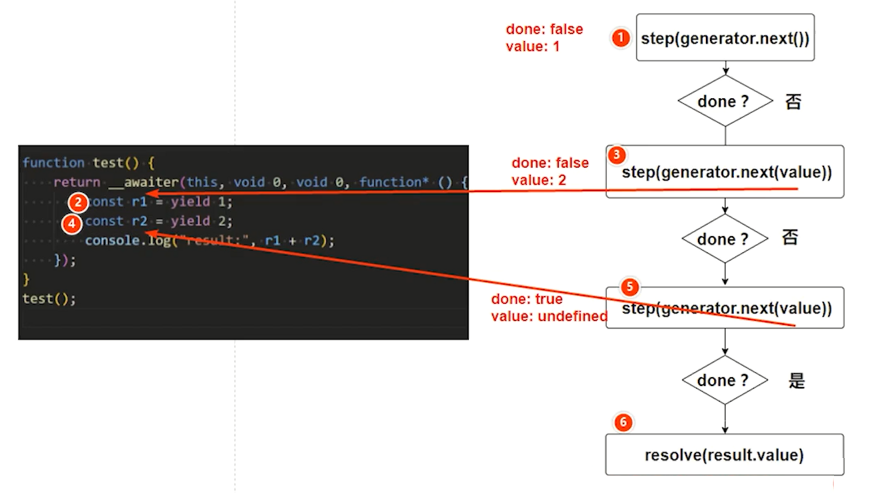 done: false
value: 1
1
step(generator.next())
done ?
否
function test() {
return __awaiter(this, void 0, void 0, function* () {
2
const r1 = yield 1;
4
const r2 = yield 2;
console.log("result:", r1 + r2);
});
}
test();
done: false
value: 2
3
step(generator.next(value))
done ?
否
done: true
value: undefined
5
step(generator.next(value))
done ?
是
6
resolve(result.value)